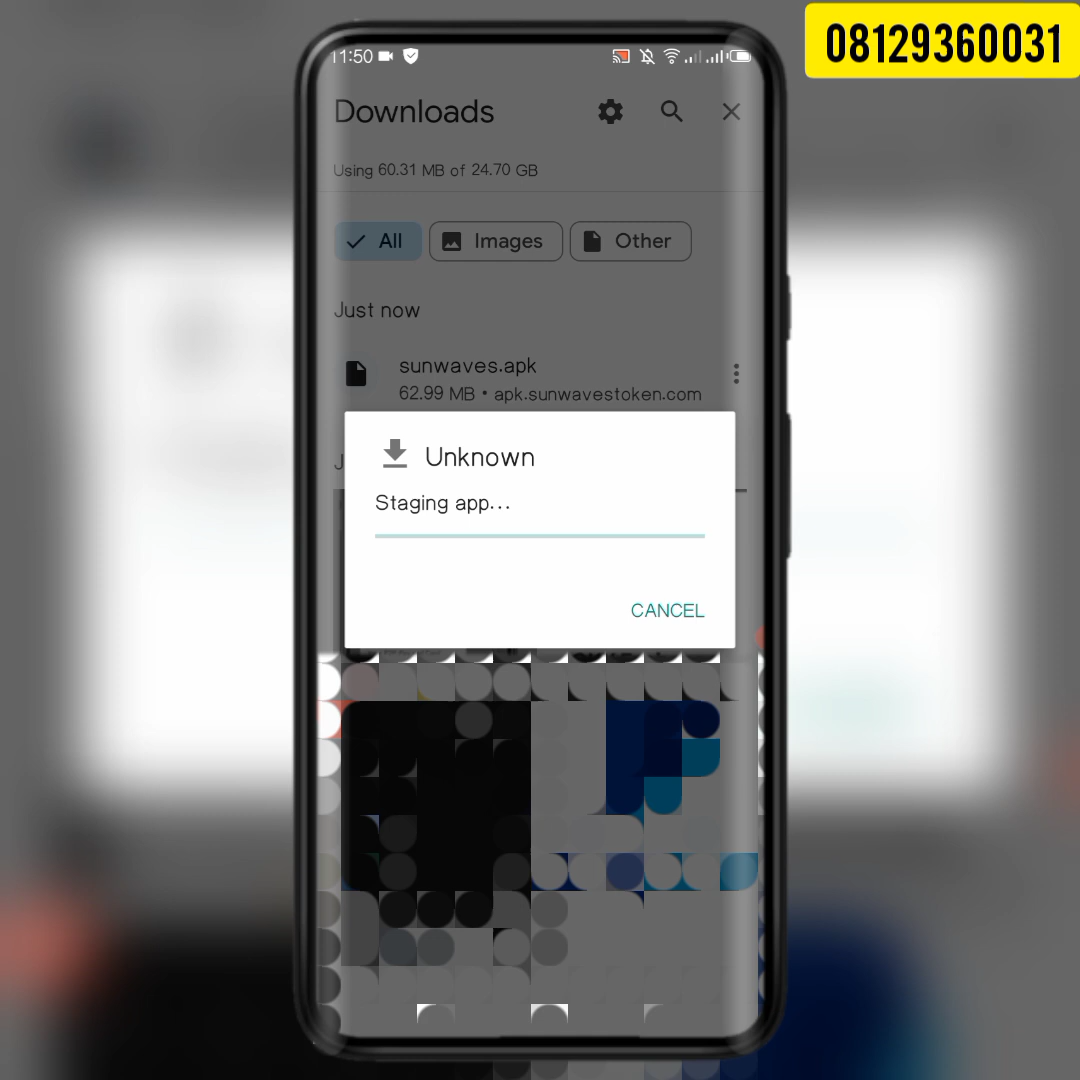 08129360031
11:50
Downloads
Using 60.31 MB of 24.70 GB
All
Images
Other
Just now
sunwaves.apk
62.99 MB • apk.sunwavestoken.com
Unknown
Staging app...
CANCEL